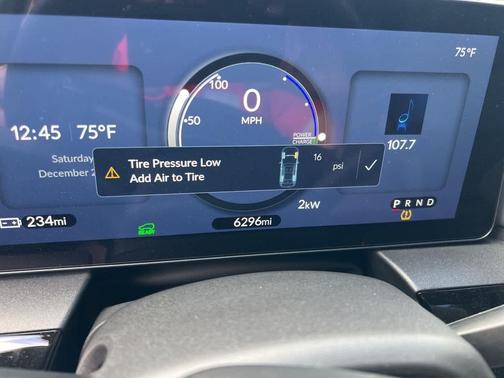 75°F
100
50
0
MPH
POWER
CHARGE
12:45 75°F
Saturday
December
107.7
Tire Pressure Low
Add Air to Tire
16
psi
2kW
P R N D
234mi
READY
6296mi